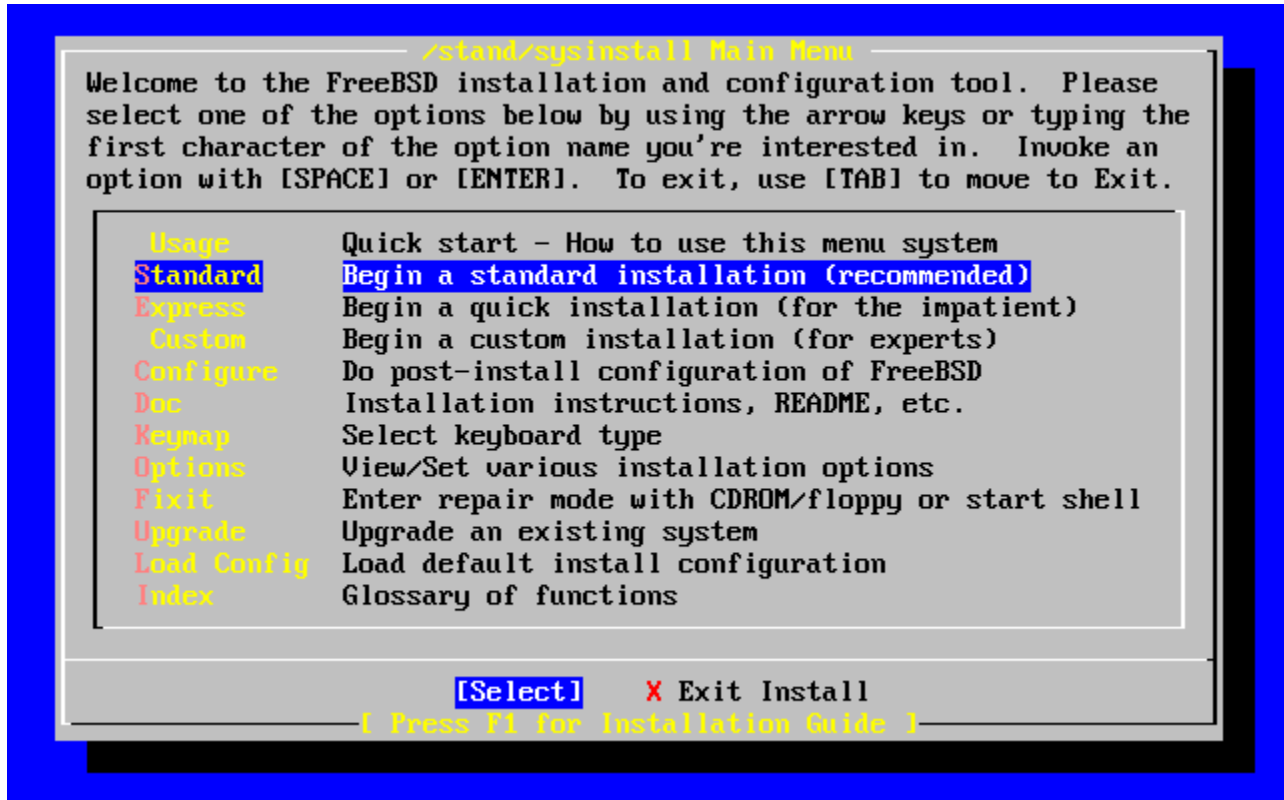 /stand/sysinstall Main Menu
Welcome to the FreeBSD installation and configuration tool.  Please
select one of the options below by using the arrow keys or typing the
first character of the option name you're interested in.  Invoke an
option with [SPACE] or [ENTER].  To exit, use [TAB] to move to Exit.
Usage Quick start - How to use this menu system
Standard Begin a standard installation (recommended)
Express Begin a quick installation (for the impatient)
Custom Begin a custom installation (for experts)
Configure Do post-install configuration of FreeBSD
Doc Installation instructions, README, etc.
Keymap Select keyboard type
Options View/Set various installation options
Fixit Enter repair mode with CDROM/floppy or start shell
Upgrade Upgrade an existing system
Load Config Load default install configuration
Index Glossary of functions
[Select] X Exit Install
[ Press F1 for Installation Guide ]